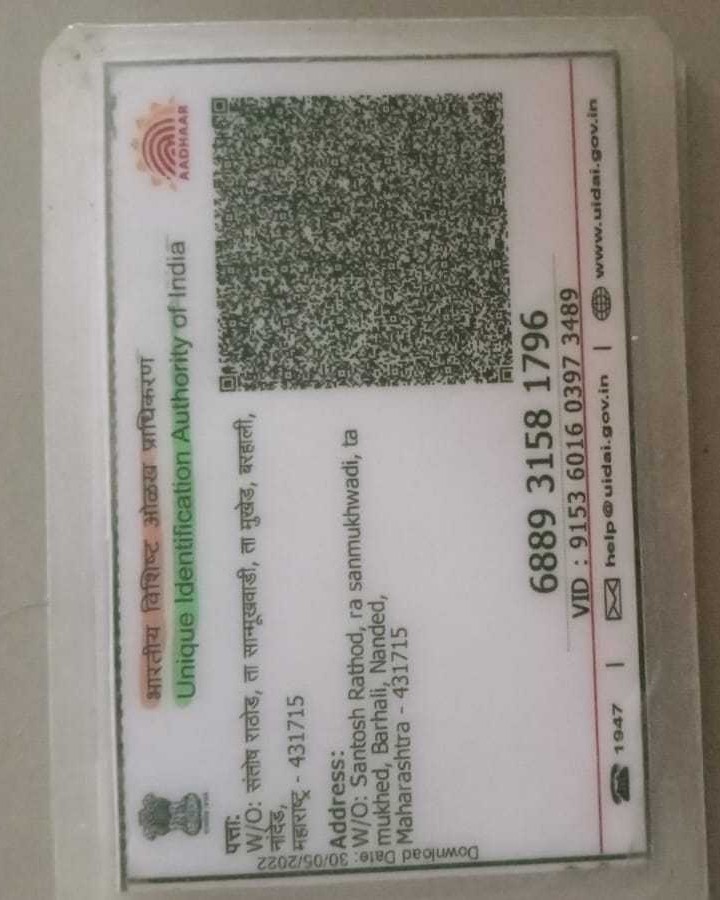 भारतीय विशिष्ट ओळख प्राधिकरण
Unique Identification Authority of India
AADHAAR
पत्ता:
W/O: संतोष राठोड, ता सान्मूखवाडी, ता मुखेड, बरहाली,
नांदेड,
महाराष्ट्र - 431715
Address:
W/O: Santosh Rathod, ra sanmukhwadi, ta
mukhed, Barhali, Nanded,
Maharashtra - 431715
Download Date: 30/05/2022
6889 3158 1796
VID : 9153 6016 0397 3489
1947 | help@uidai.gov.in | www.uidai.gov.in